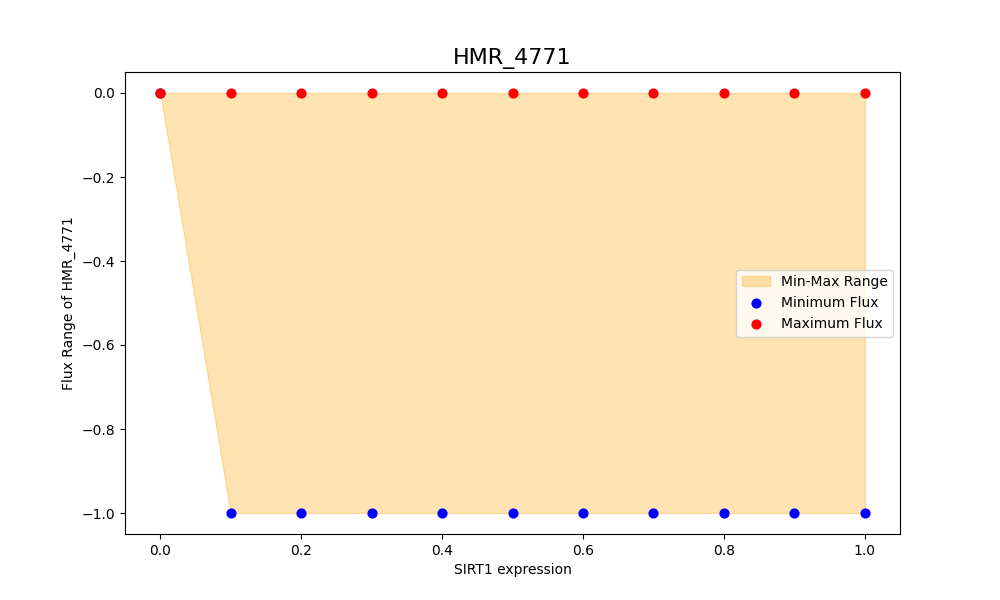 HMR_4771
0.0
−0.2
−0.4
−0.6
−0.8
−1.0
Flux Range of HMR_4771
Min-Max Range
Minimum Flux
Maximum Flux
0.0 0.2 0.4 0.6 0.8 1.0
SIRT1 expression